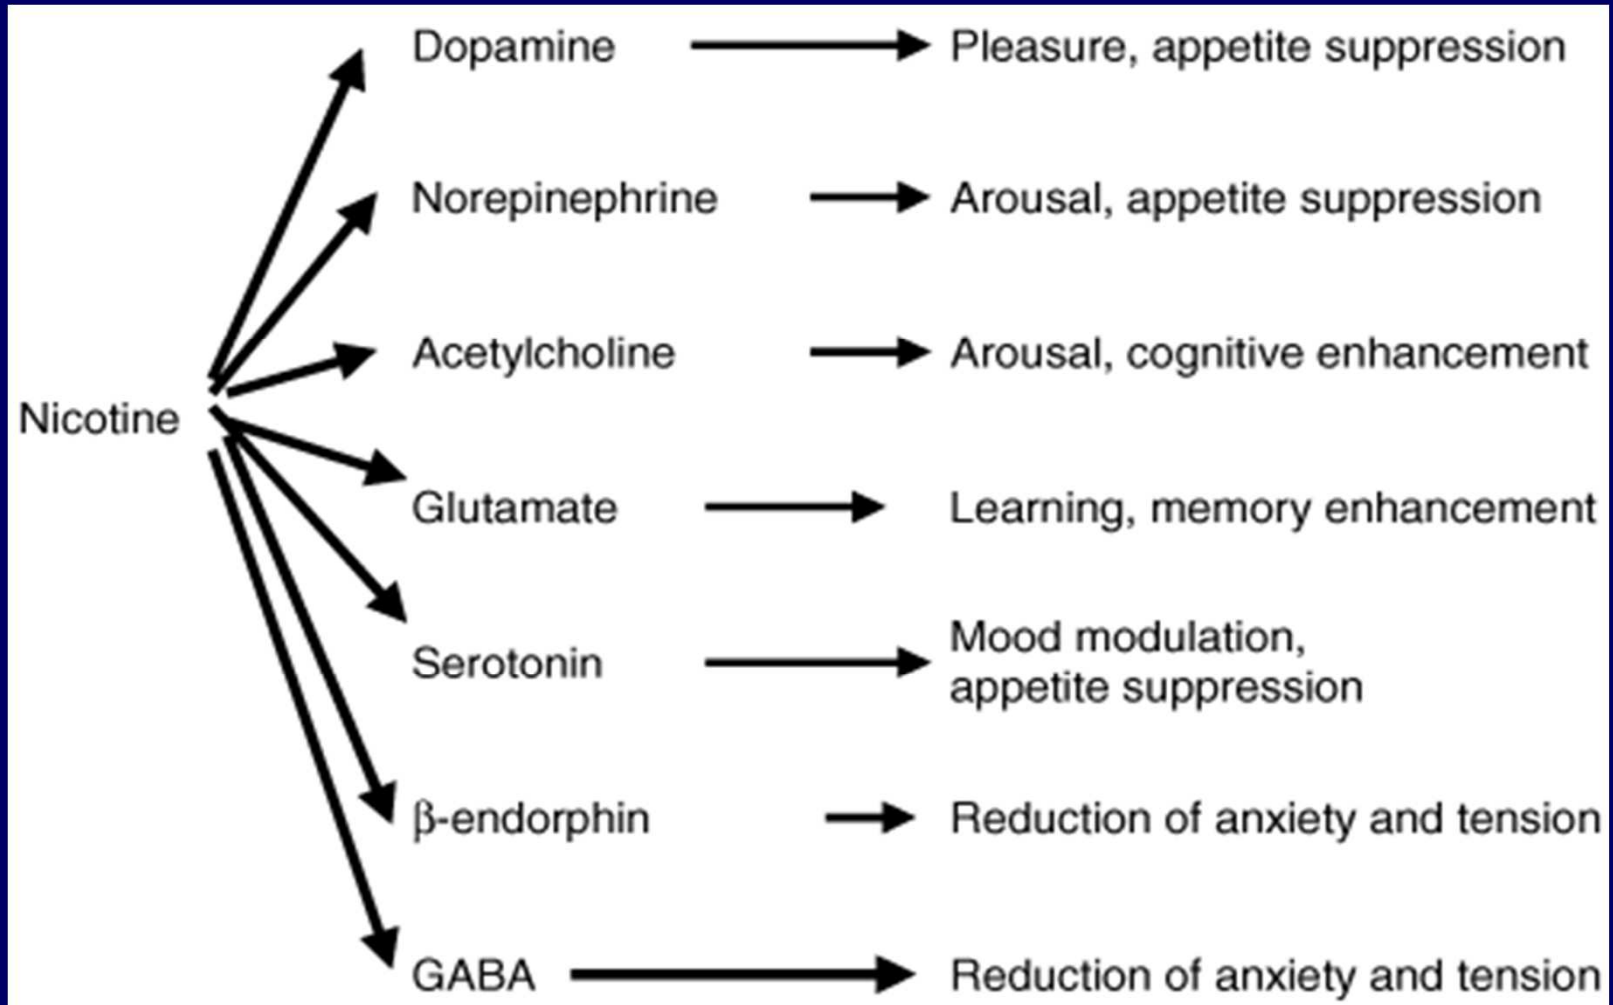 Dopamine Pleasure, appetite suppression
Norepinephrine Arousal, appetite suppression
Acetylcholine Arousal, cognitive enhancement
Nicotine
Glutamate Learning, memory enhancement
Serotonin Mood modulation,
appetite suppression
β-endorphin Reduction of anxiety and tension
GABA Reduction of anxiety and tension